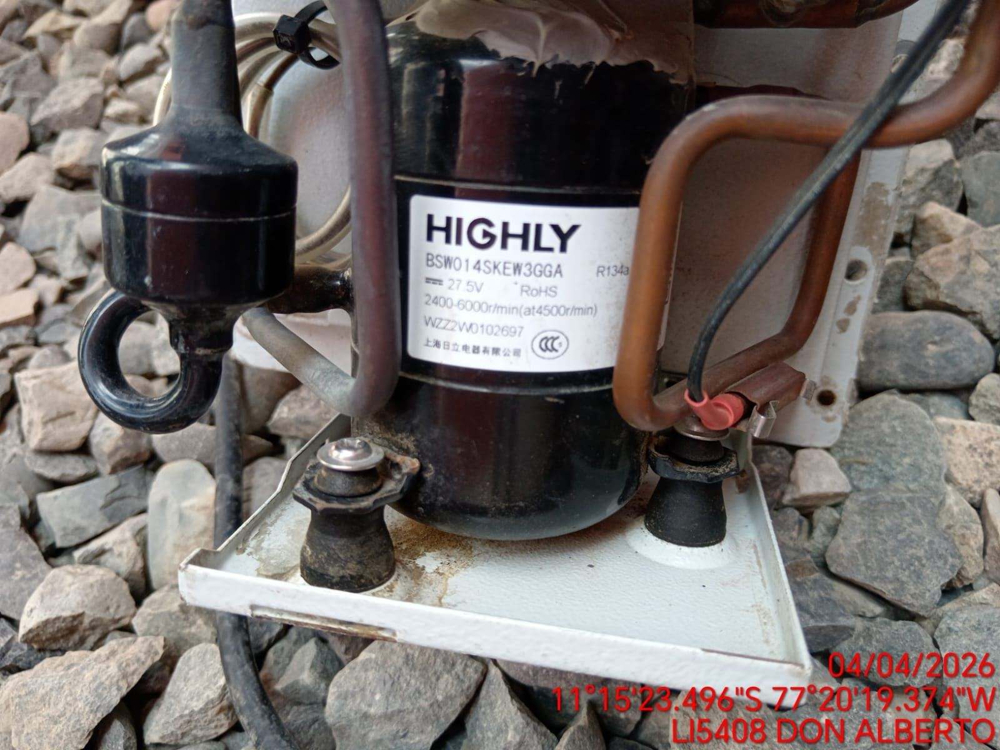 HIGHLY
BSW014SKEW3GGA R134a
27.5V *RoHS
2400-6000r/min(at4500r/min)
WZZ2W0102697
上海日立电器有限公司
CCC S
04/04/2026
11°15'23.496"S 77°20'19.374"W
LI5408 DON ALBERTO